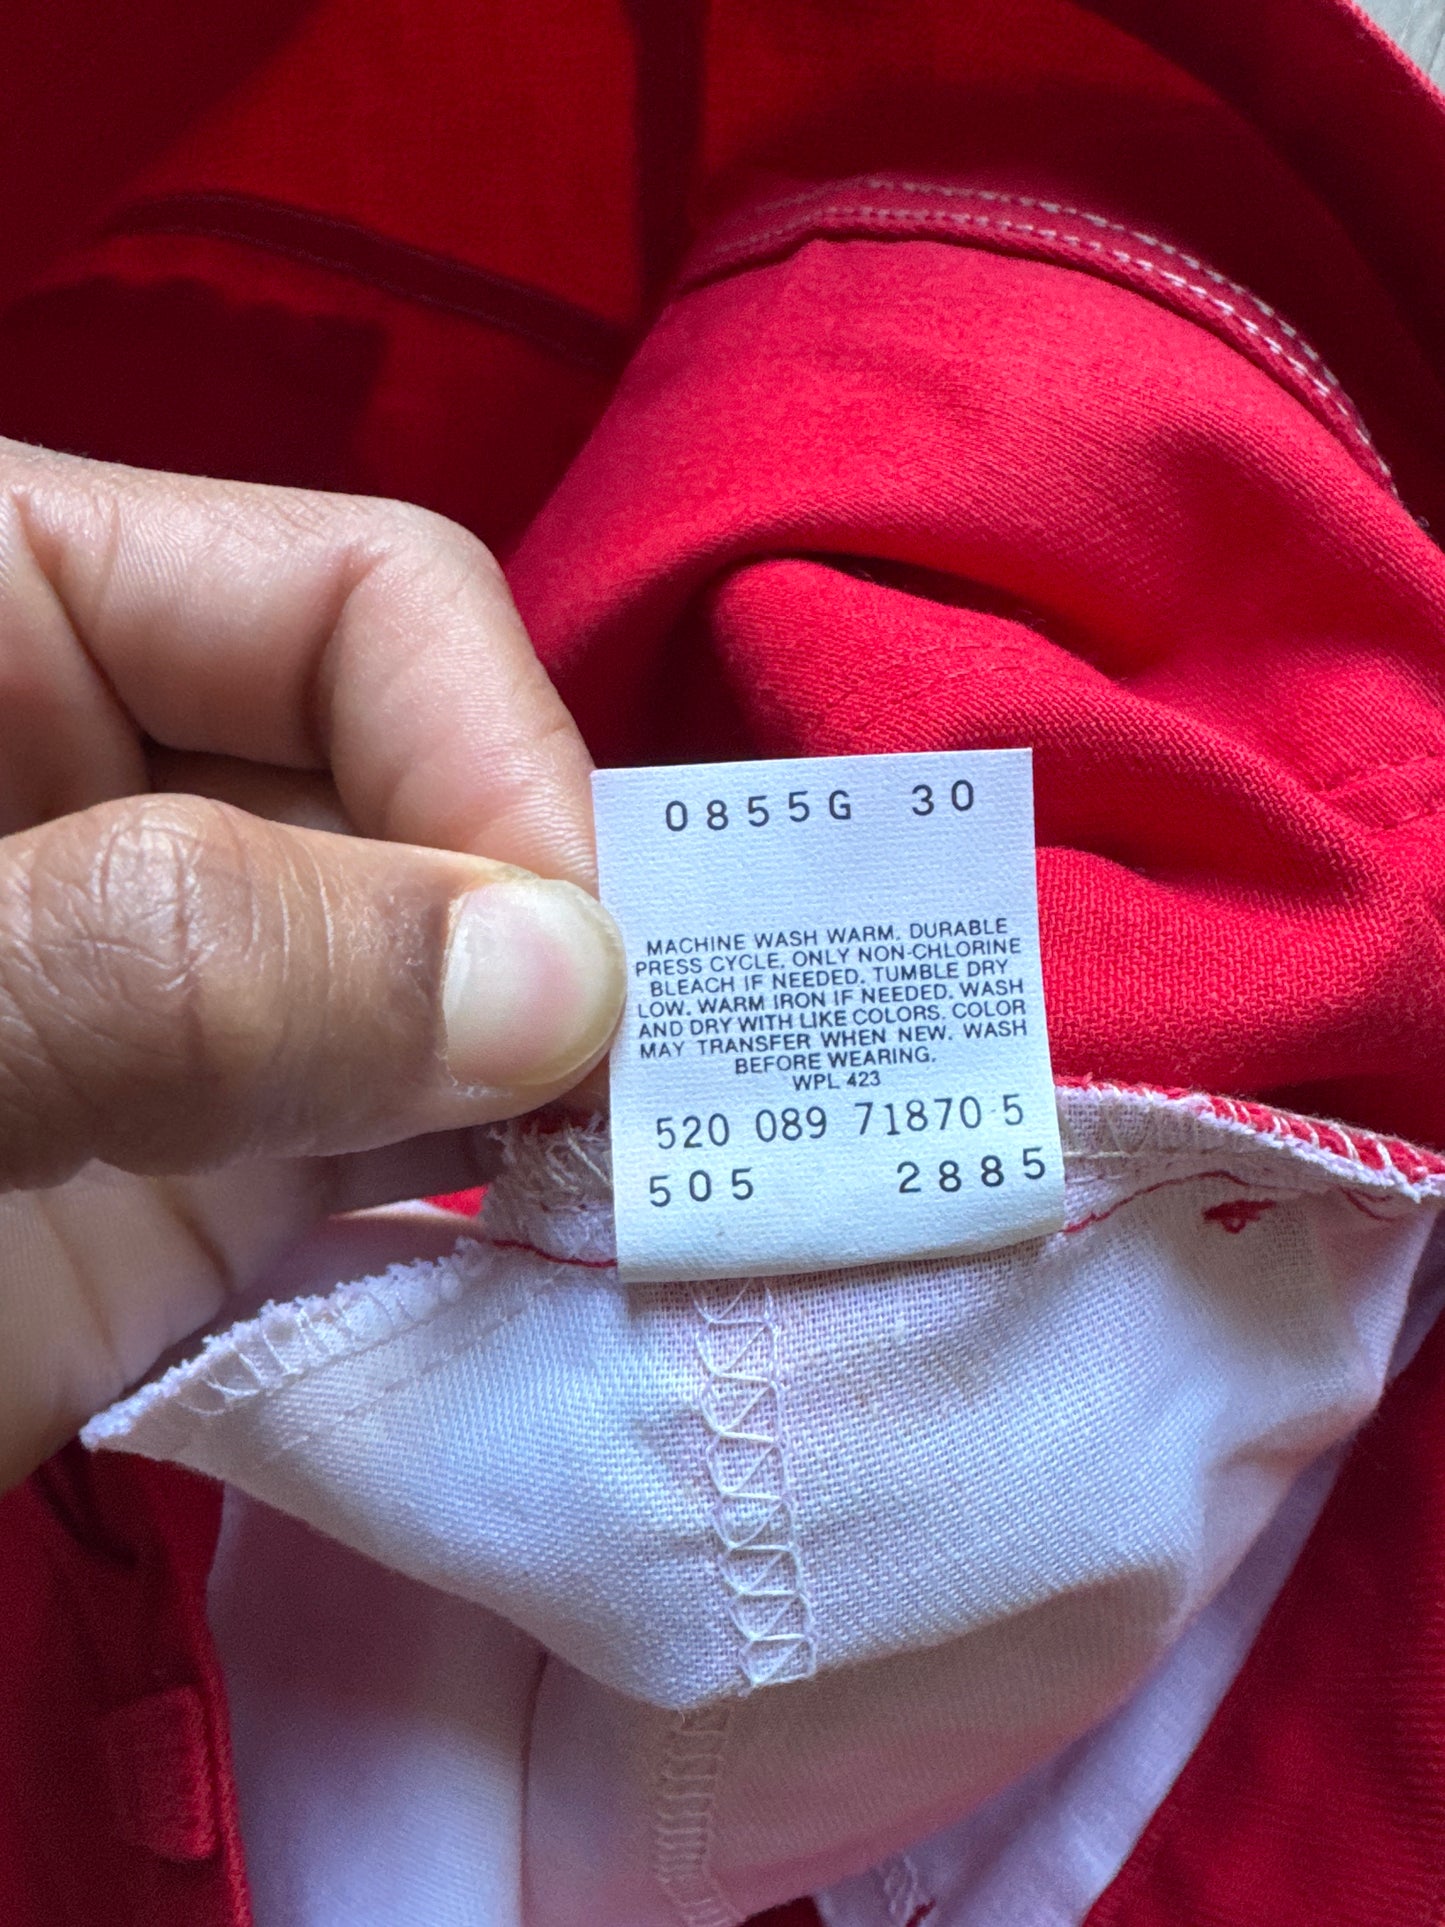 0855G 30
MACHINE WASH WARM, DURABLE
PRESS CYCLE. ONLY NON-CHLORINE
BLEACH IF NEEDED. TUMBLE DRY
LOW. WARM IRON IF NEEDED. WASH
AND DRY WITH LIKE COLORS. COLOR
MAY TRANSFER WHEN NEW. WASH
BEFORE WEARING.
WPL 423
520 089 71870 5
505 2885